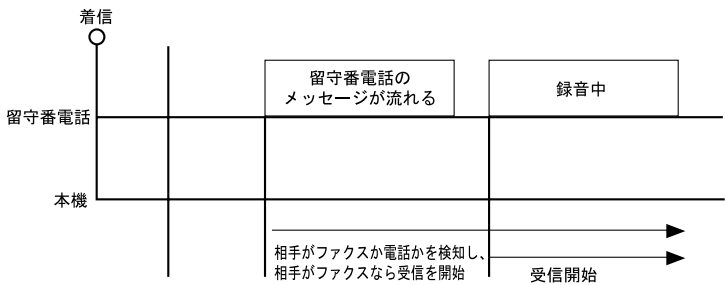 着信
留守番電話の
メッセージが流れる
録音中
留守番電話
本機
相手がファクスか電話かを検知し、
相手がファクスなら受信を開始
受信開始